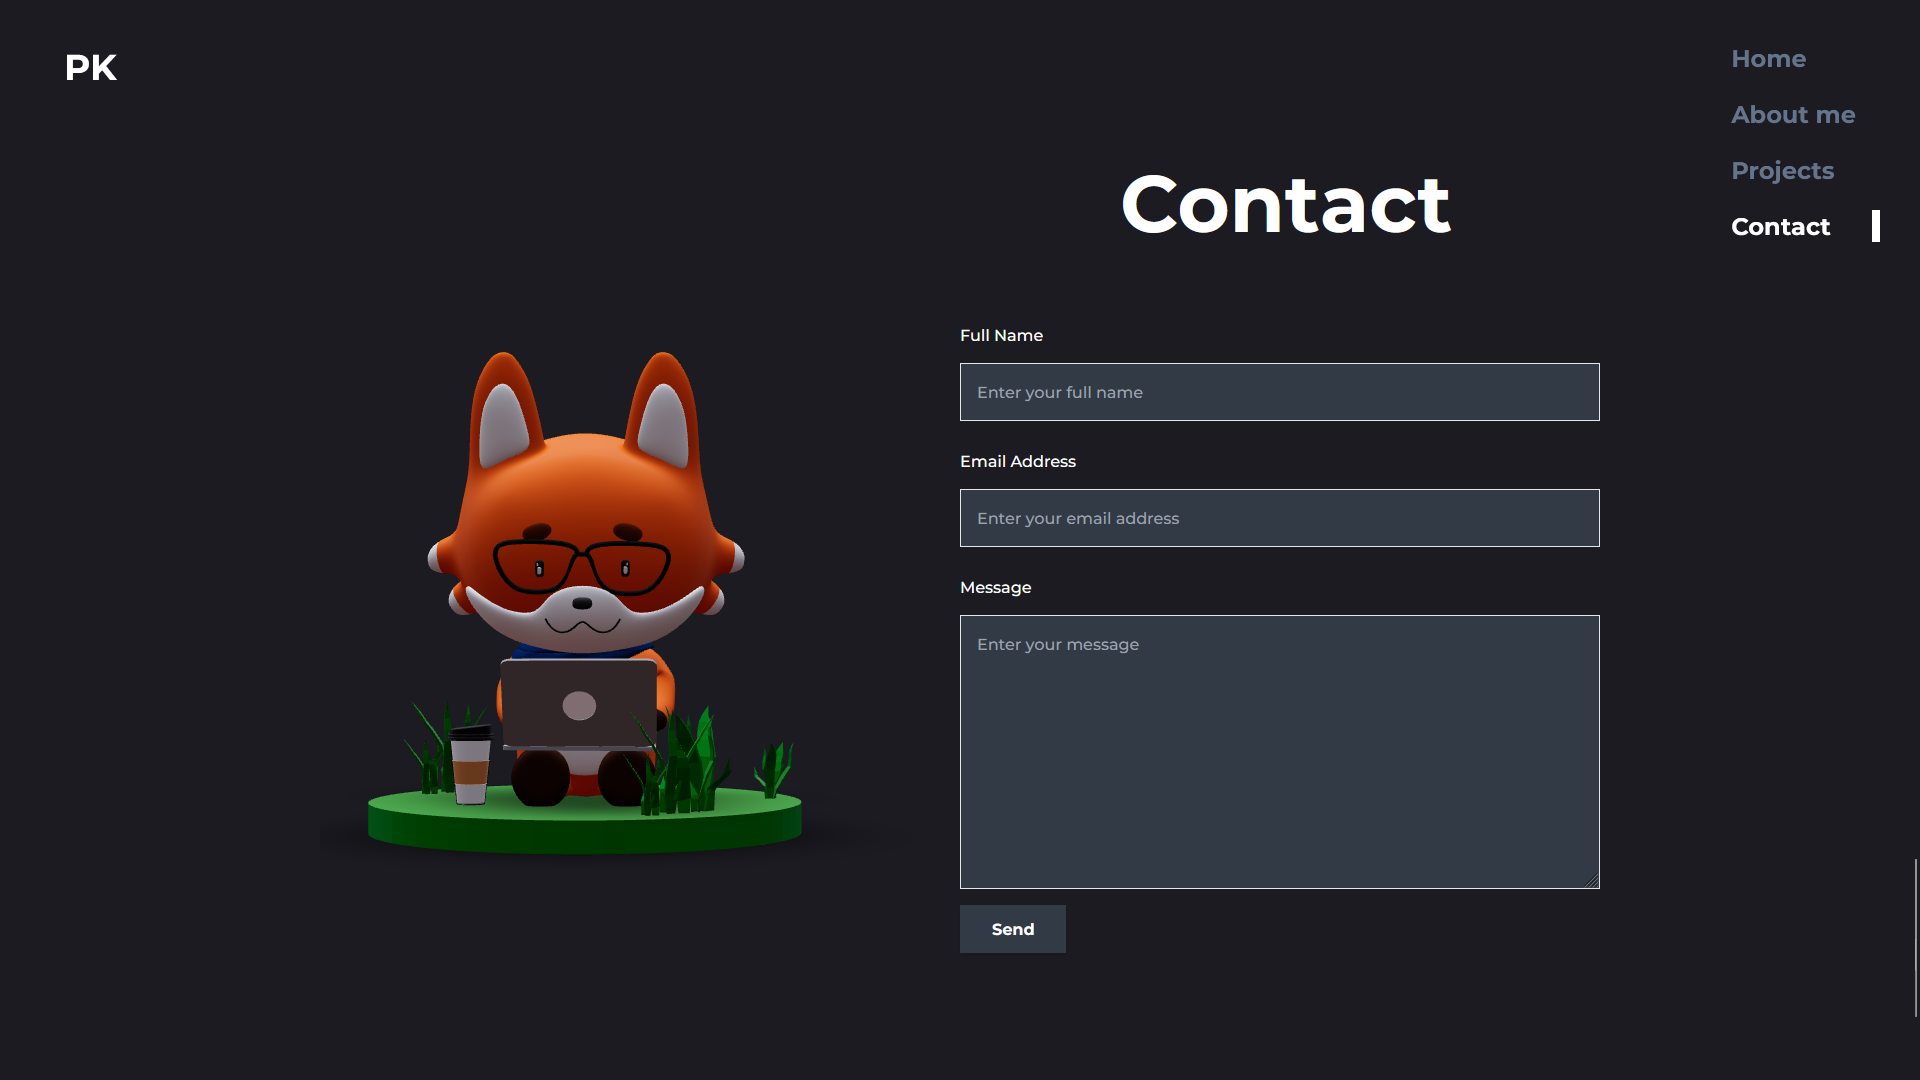 PK
Home
About me
Projects
Contact
Contact
Full Name
Enter your full name
Email Address
Enter your email address
Message
Enter your message
Send